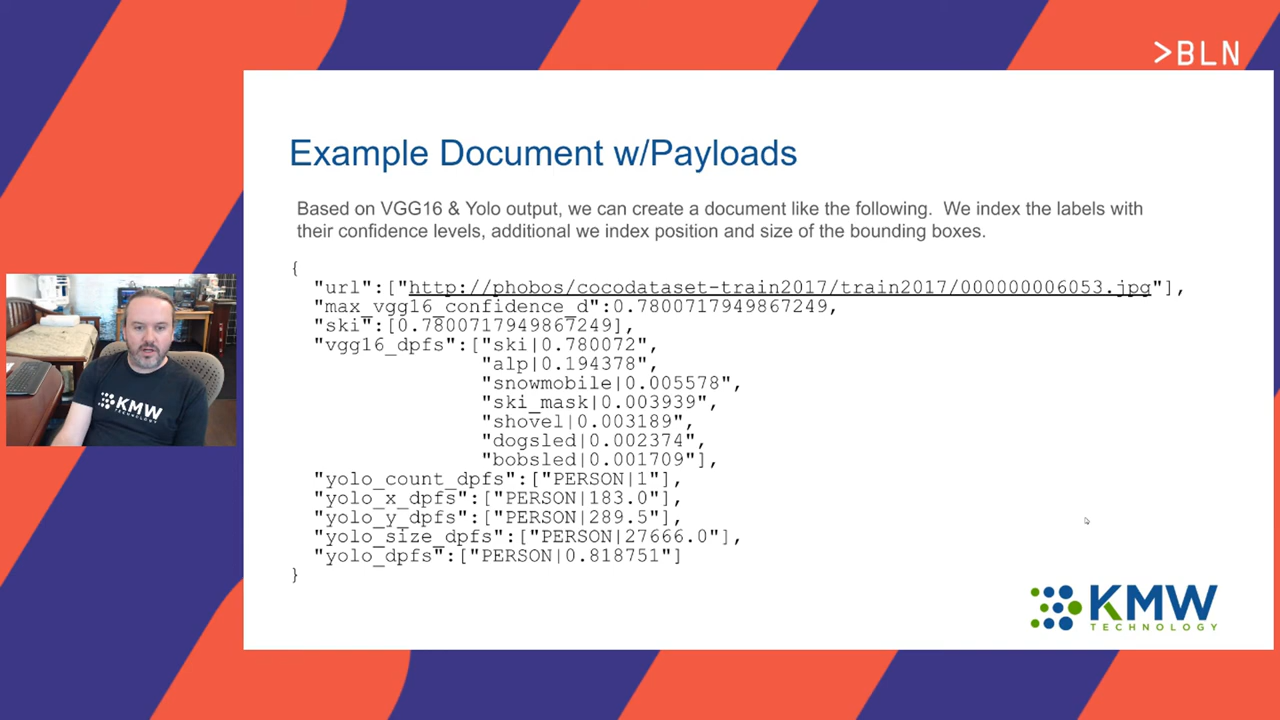 >BLN
Example Document w/Payloads
Based on VGG16 & Yolo output, we can create a document like the following. We index the labels with
their confidence levels, additional we index position and size of the bounding boxes.
{
"url":["http://phobos/cocodataset-train2017/train2017/000000006053.jpg"],
"max_vgg16_confidence_d":0.7800717949867249,
"ski":[0.7800717949867249],
"vgg16_dpfs":["ski|0.780072",
"alp|0.194378",
"snowmobile|0.005578",
"ski_mask|0.003939",
"shovel|0.003189",
"dogsled|0.002374",
"bobsled|0.001709"],
"yolo_count_dpfs":["PERSON|1"],
"yolo_x_dpfs":["PERSON|183.0"],
"yolo_y_dpfs":["PERSON|289.5"],
"yolo_size_dpfs":["PERSON|27666.0"],
"yolo_dpfs":["PERSON|0.818751"]
}
KMW
TECHNOLOGY
KMW
TECHNOLOGY